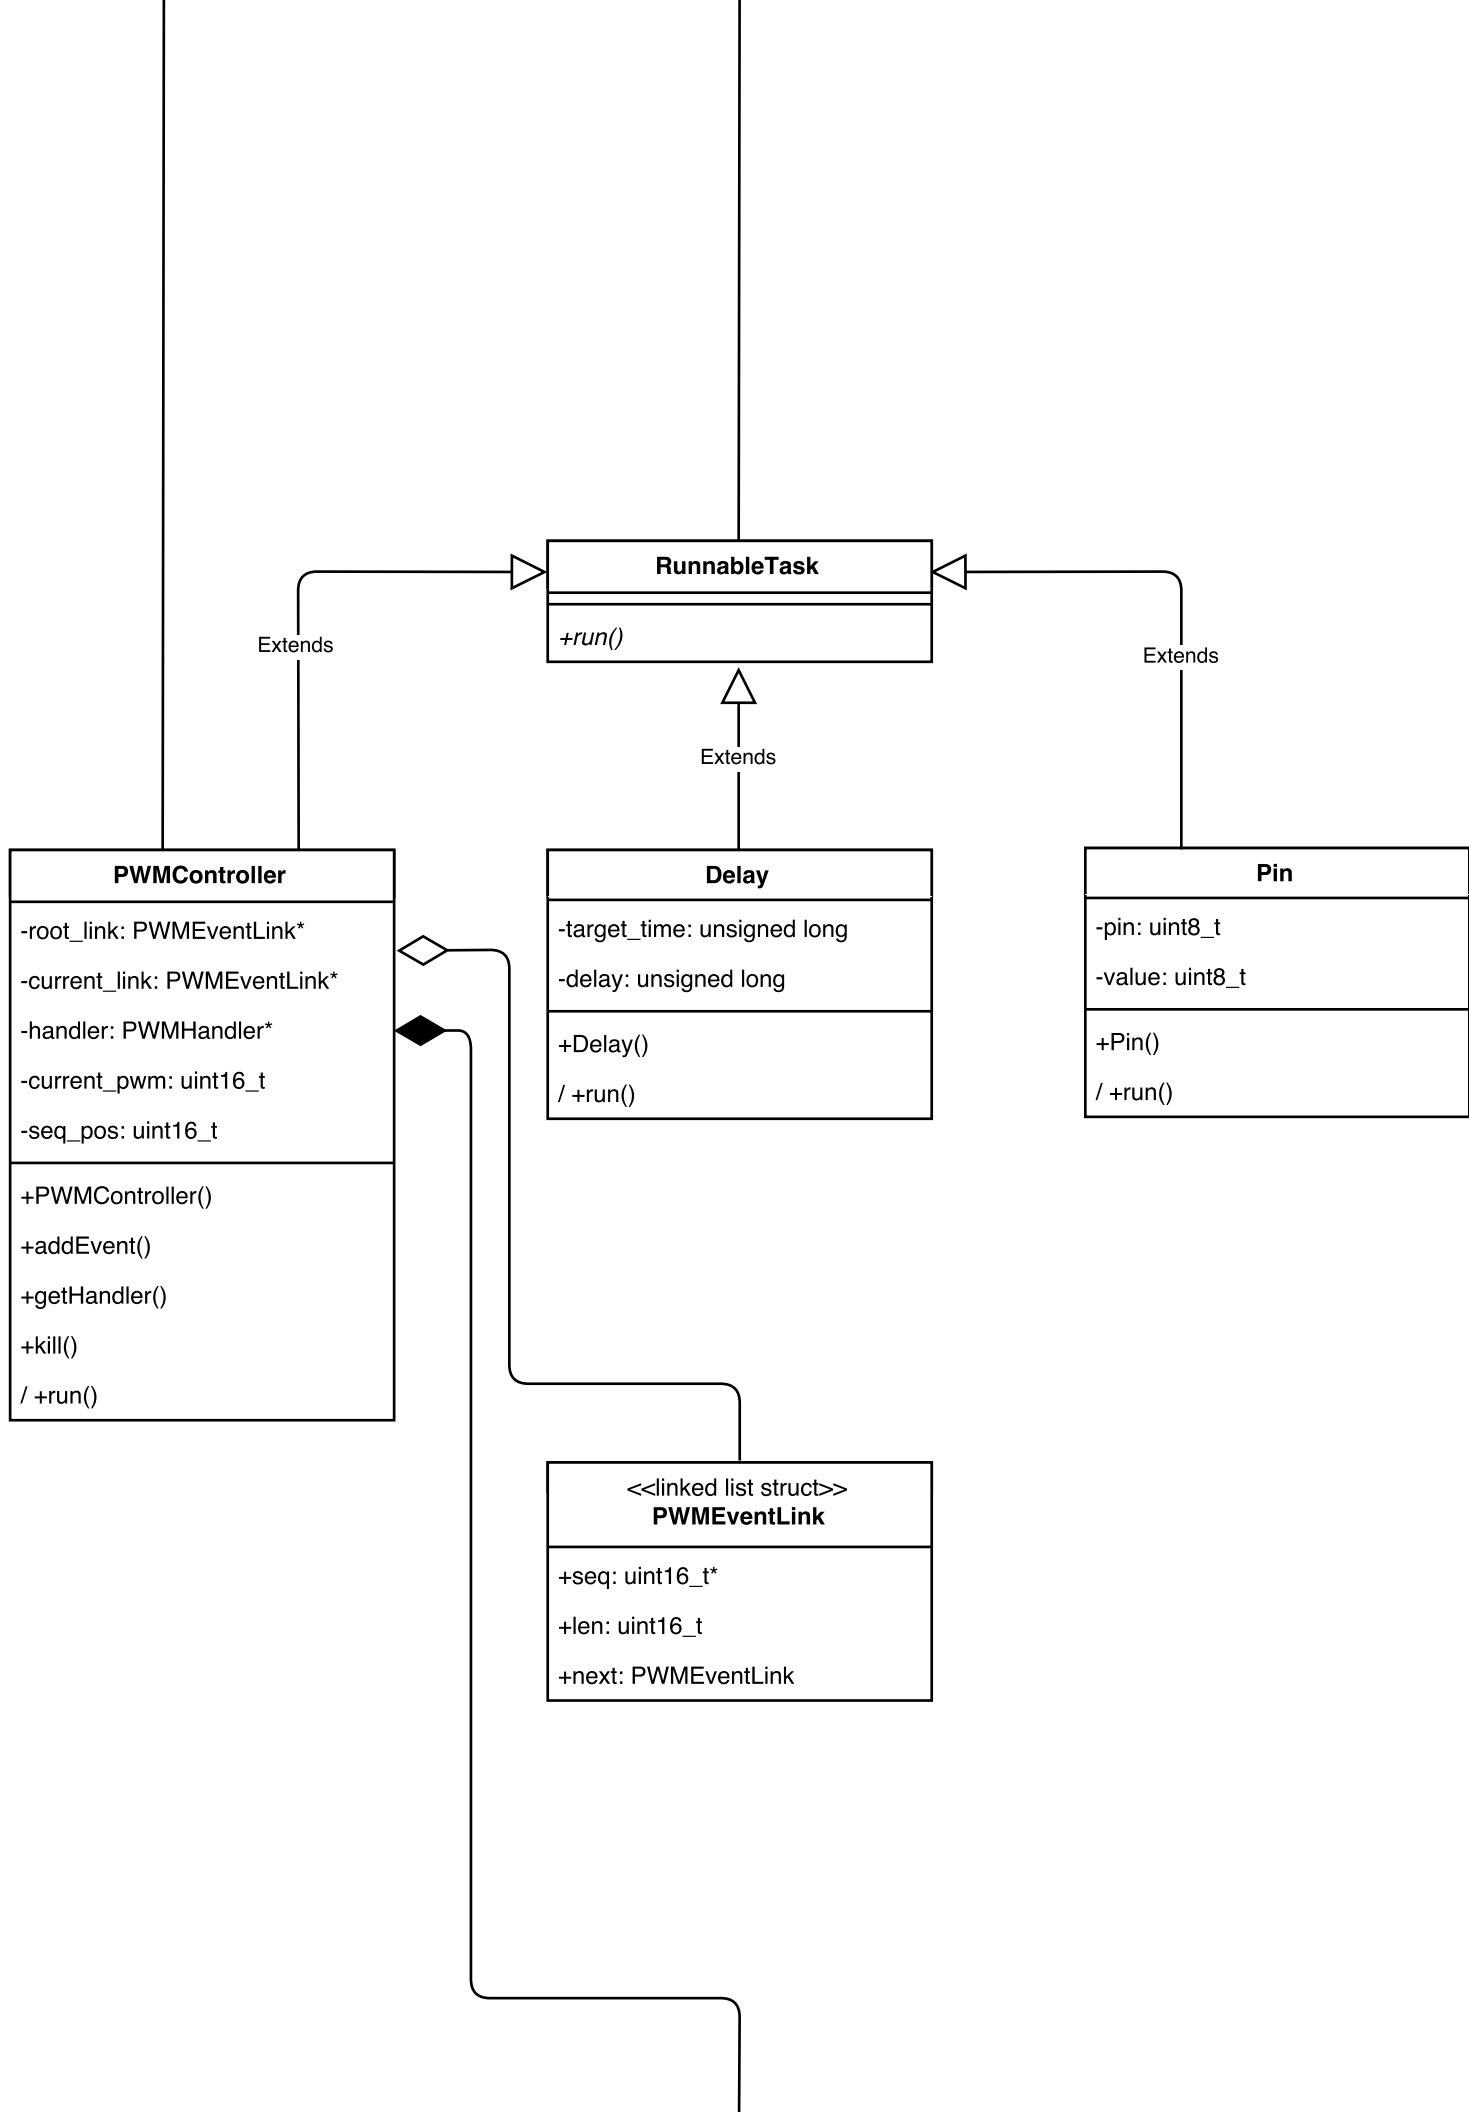 RunnableTask
+run()
Extends
Extends
Extends
PWMController
-root_link: PWMEventLink*
-current_link: PWMEventLink*
-handler: PWMHandler*
-current_pwm: uint16_t
-seq_pos: uint16_t
+PWMController()
+addEvent()
+getHandler()
+kill()
/ +run()
Delay
-target_time: unsigned long
-delay: unsigned long
+Delay()
/ +run()
Pin
-pin: uint8_t
-value: uint8_t
+Pin()
/ +run()
<<linked list struct>>
PWMEventLink
+seq: uint16_t*
+len: uint16_t
+next: PWMEventLink